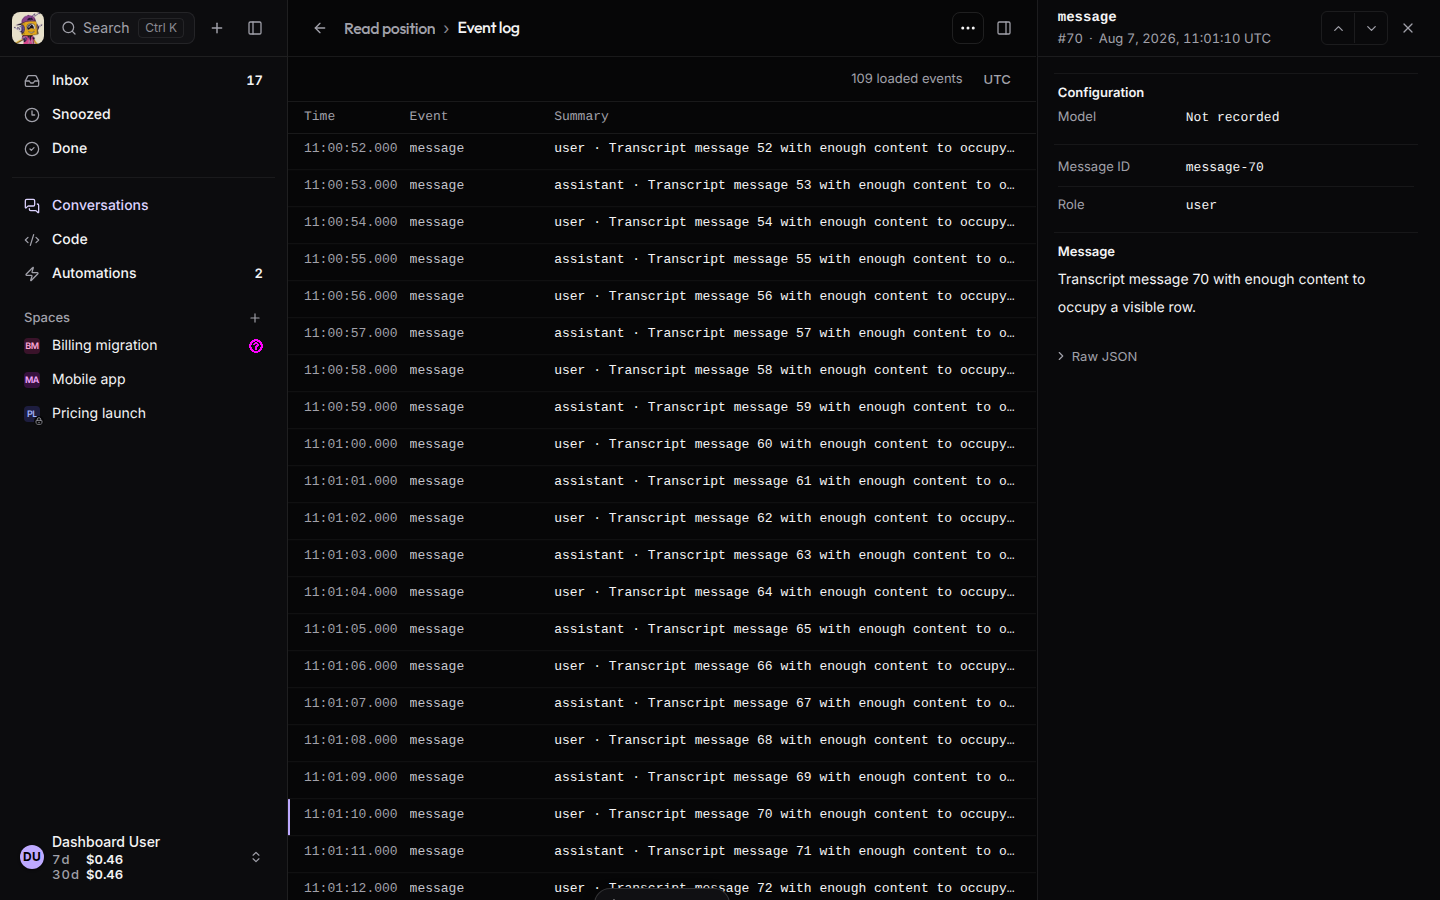 Search Ctrl K
Inbox 17
Snoozed
Done
Conversations
Code
Automations 2
Spaces
BM Billing migration
MA Mobile app
PL Pricing launch
DU Dashboard User
7d $0.46
30d $0.46
Read position › Event log
109 loaded events UTC
Time Event Summary
11:00:52.000 message user · Transcript message 52 with enough content to occupy…
11:00:53.000 message assistant · Transcript message 53 with enough content to o…
11:00:54.000 message user · Transcript message 54 with enough content to occupy…
11:00:55.000 message assistant · Transcript message 55 with enough content to o…
11:00:56.000 message user · Transcript message 56 with enough content to occupy…
11:00:57.000 message assistant · Transcript message 57 with enough content to o…
11:00:58.000 message user · Transcript message 58 with enough content to occupy…
11:00:59.000 message assistant · Transcript message 59 with enough content to o…
11:01:00.000 message user · Transcript message 60 with enough content to occupy…
11:01:01.000 message assistant · Transcript message 61 with enough content to o…
11:01:02.000 message user · Transcript message 62 with enough content to occupy…
11:01:03.000 message assistant · Transcript message 63 with enough content to o…
11:01:04.000 message user · Transcript message 64 with enough content to occupy…
11:01:05.000 message assistant · Transcript message 65 with enough content to o…
11:01:06.000 message user · Transcript message 66 with enough content to occupy…
11:01:07.000 message assistant · Transcript message 67 with enough content to o…
11:01:08.000 message user · Transcript message 68 with enough content to occupy…
11:01:09.000 message assistant · Transcript message 69 with enough content to o…
11:01:10.000 message user · Transcript message 70 with enough content to occupy…
11:01:11.000 message assistant · Transcript message 71 with enough content to o…
11:01:12.000 message user · Transcript message 72 with enough content to occupy…
message
#70 · Aug 7, 2026, 11:01:10 UTC
Configuration
Model Not recorded
Message ID message-70
Role user
Message
Transcript message 70 with enough content to
occupy a visible row.
Raw JSON